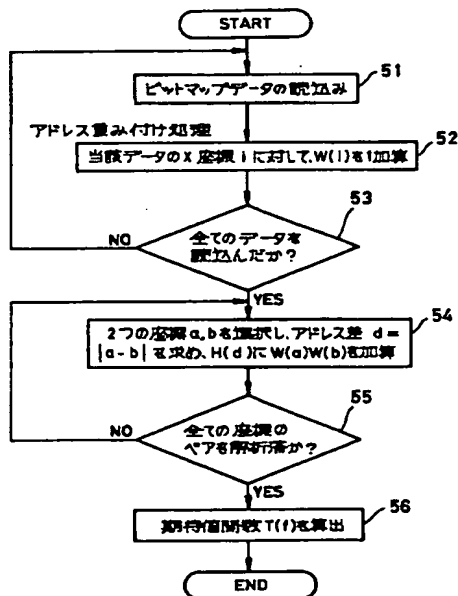 START
ビットマップデータの読込み
51
アドレス重み付け処理
当該データのX座標iに対して,W(i)を1加算
52
53
全てのデータを
読込んだか?
NO
YES
54
2つの座標a,bを選択し,アドレス差 d=
|a-b| を求め,H(d)にW(a)W(b)を加算
55
全ての座標の
ペアを解析済か?
NO
YES
56
期待値関数T(f)を算出
END